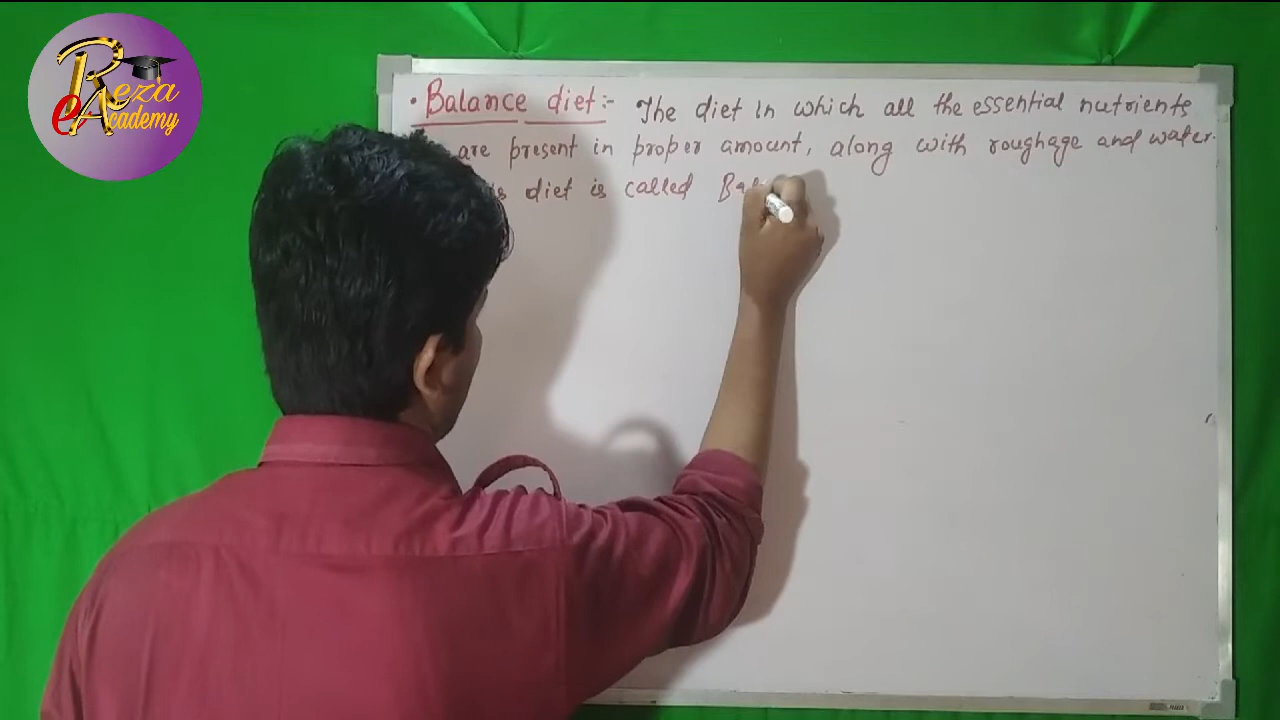 Reza
eAcademy
• Balance diet:- The diet in which all the essential nutrients
are present in proper amount, along with roughage and water.
diet is called